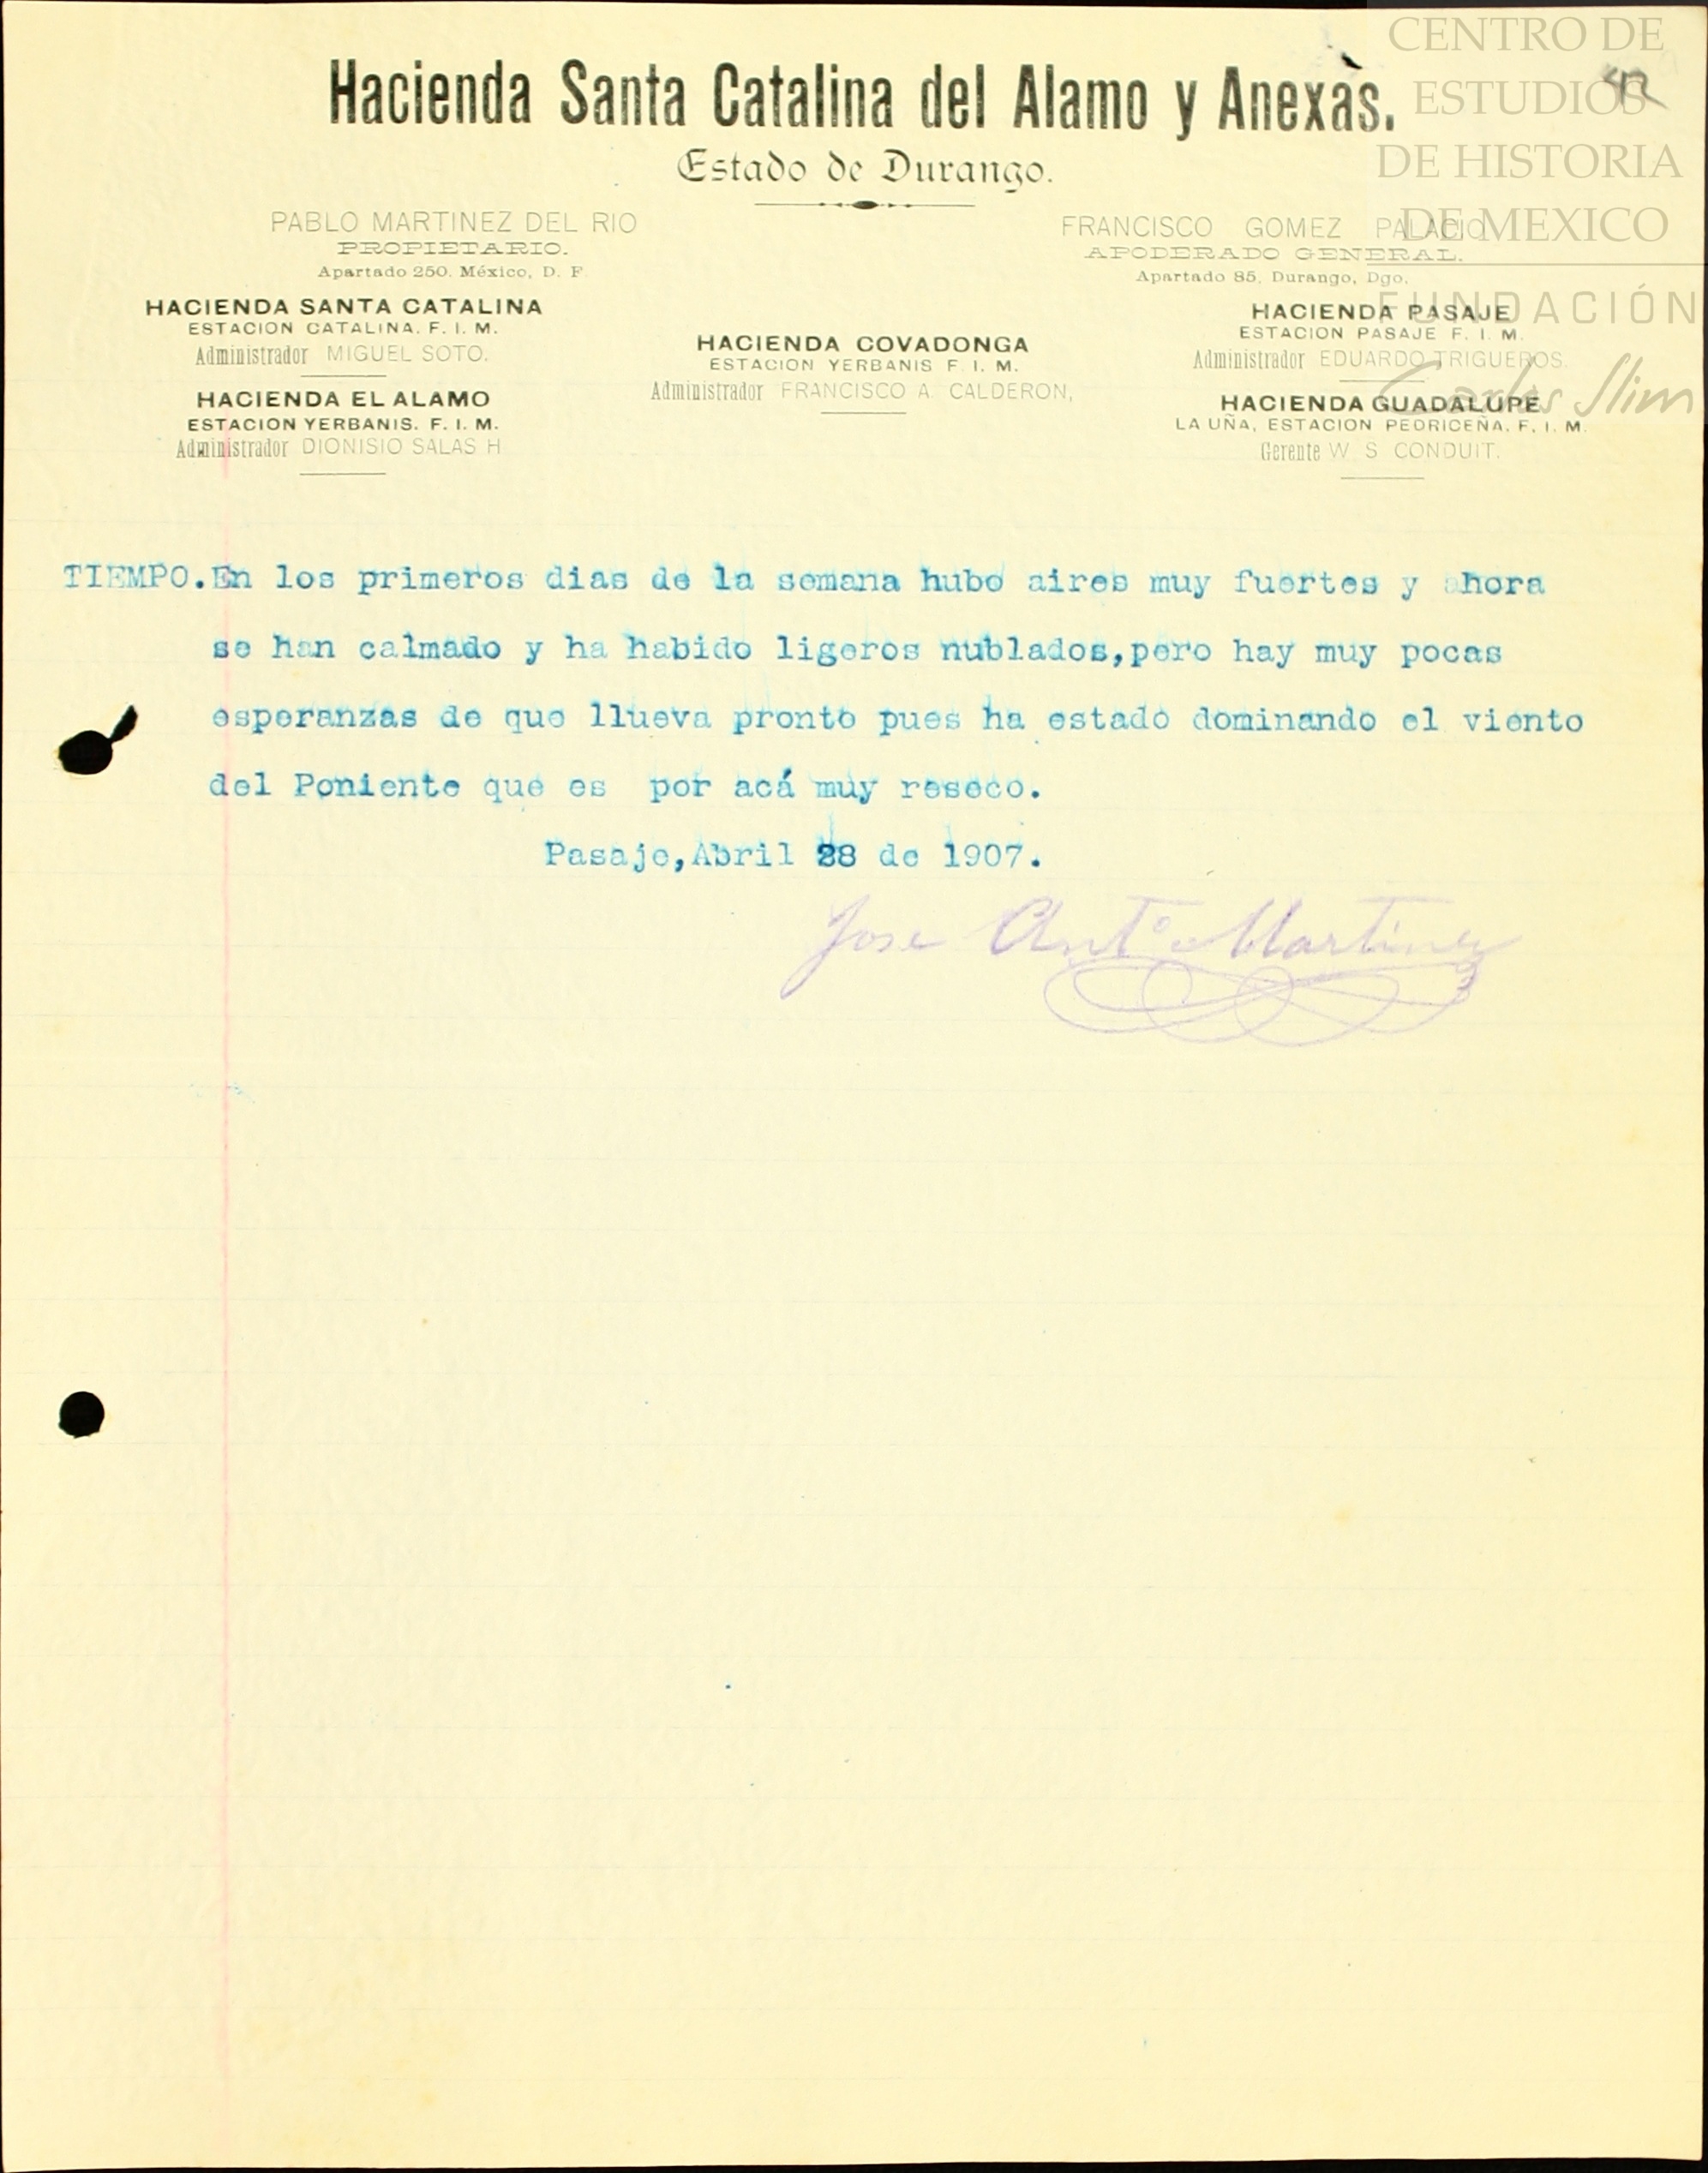 Hacienda Santa Catalina del Alamo y Anexas.
Estado de Durango.
PABLO MARTINEZ DEL RIO
PROPIETARIO.
Apartado 250. México, D. F.
FRANCISCO GOMEZ PALACIO
APODERADO GENERAL.
Apartado 85, Durango, Dgo.
HACIENDA SANTA CATALINA
ESTACION CATALINA. F. I. M.
Administrador MIGUEL SOTO.
HACIENDA EL ALAMO
ESTACION YERBANIS. F. I. M.
Administrador DIONISIO SALAS H
HACIENDA COVADONGA
ESTACION YERBANIS F. I. M.
Administrador FRANCISCO A. CALDERON,
HACIENDA PASAJE
ESTACION PASAJE F. I. M.
Administrador EDUARDO TRIGUEROS.
HACIENDA GUADALUPE
LA UÑA, ESTACION PEDRICEÑA. F. I. M.
Gerente W S CONDUIT.
CENTRO DE
ESTUDIOS
DE HISTORIA
DE MEXICO
FUNDACIÓN
Carlos Slim
TIEMPO.En los primeros dias de la semana hubo aires muy fuertes y ahora
se han calmado y ha habido ligeros nublados,pero hay muy pocas
esperanzas de que llueva pronto pues ha estado dominando el viento
del Poniente que es por acá muy reseco.
Pasaje,Abril 28 de 1907.
Jose Ant° Martinez